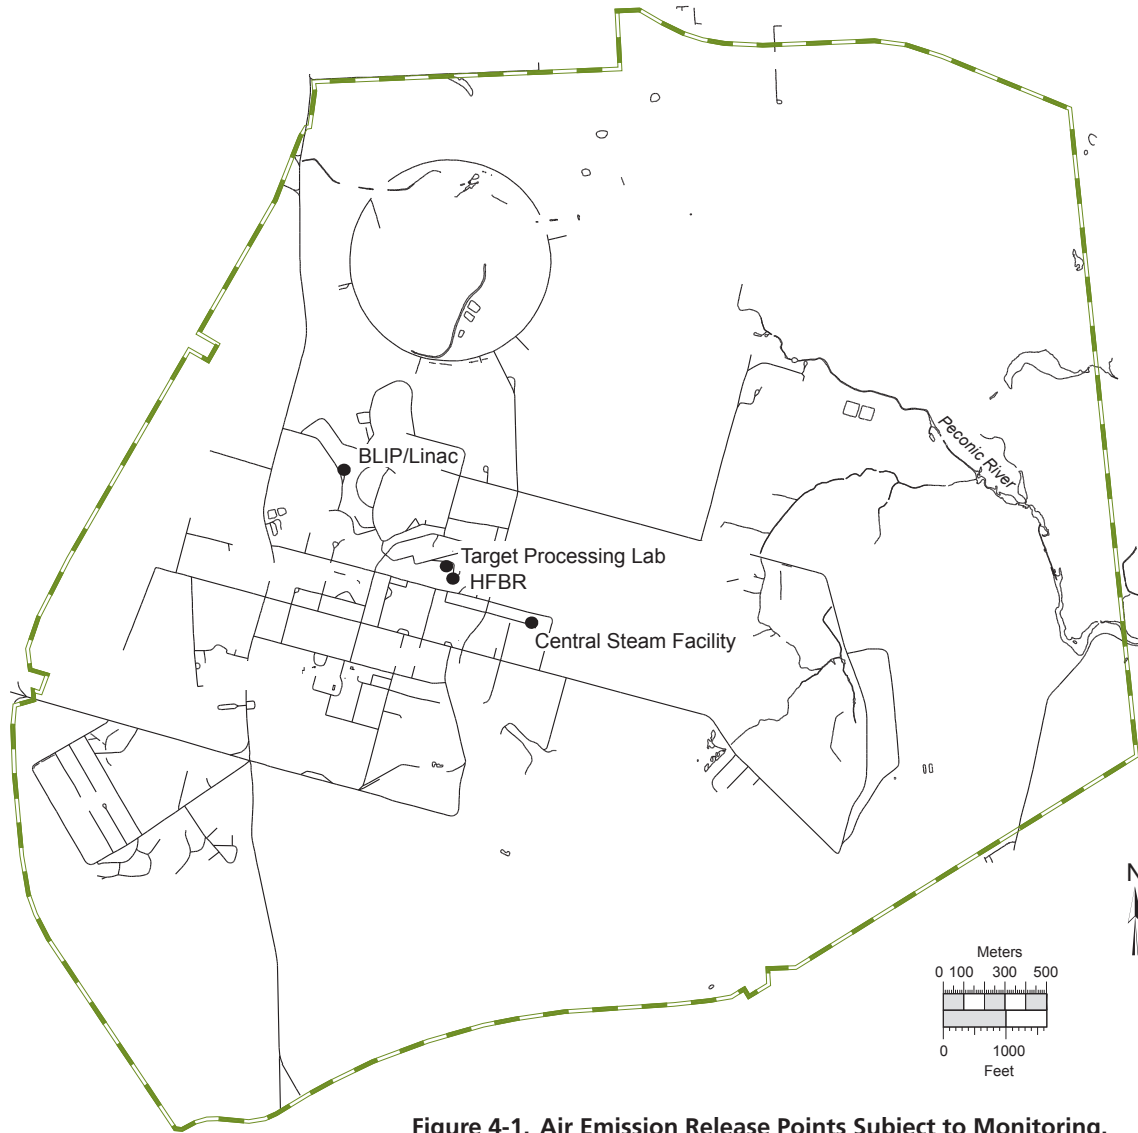 BLIP/Linac
Peconic River
Target Processing Lab
HFBR
Central Steam Facility
N
Meters
0 100 300 500
0 1000
Feet
Figure 4-1. Air Emission Release Points Subject to Monitoring.